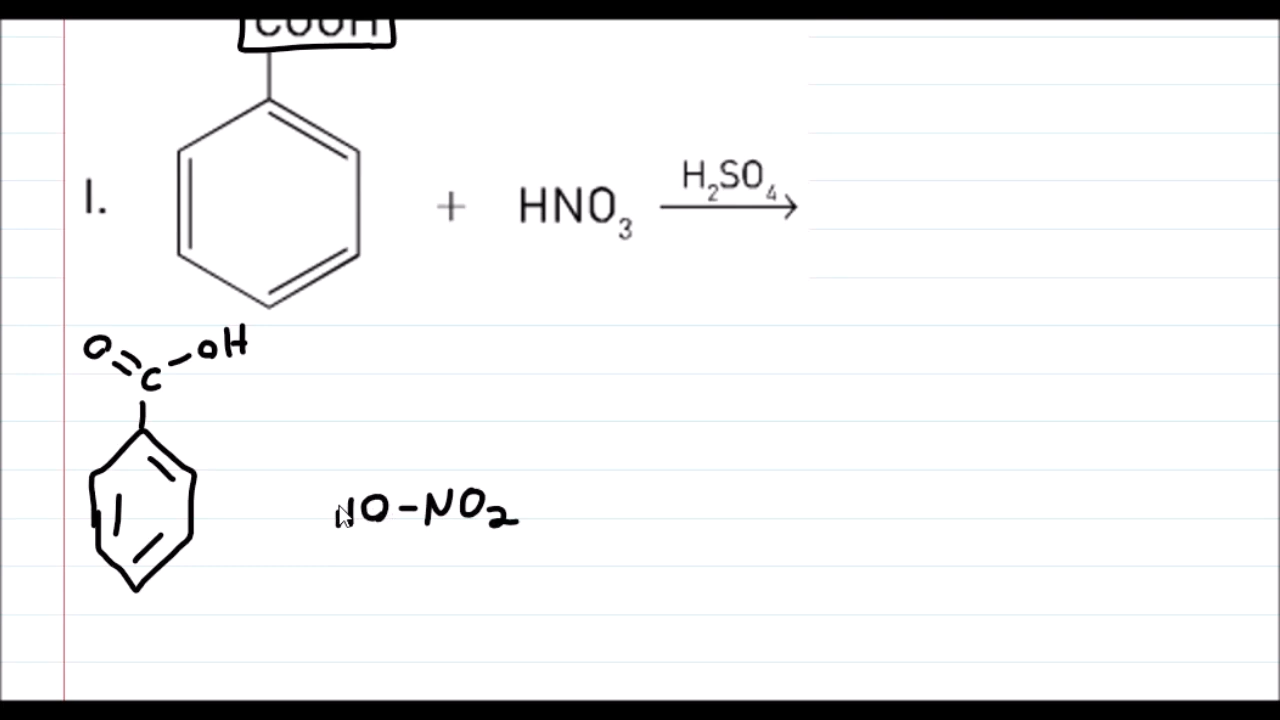 COOH
I. + HNO₃ H₂SO₄
O C OH
HO-NO₂